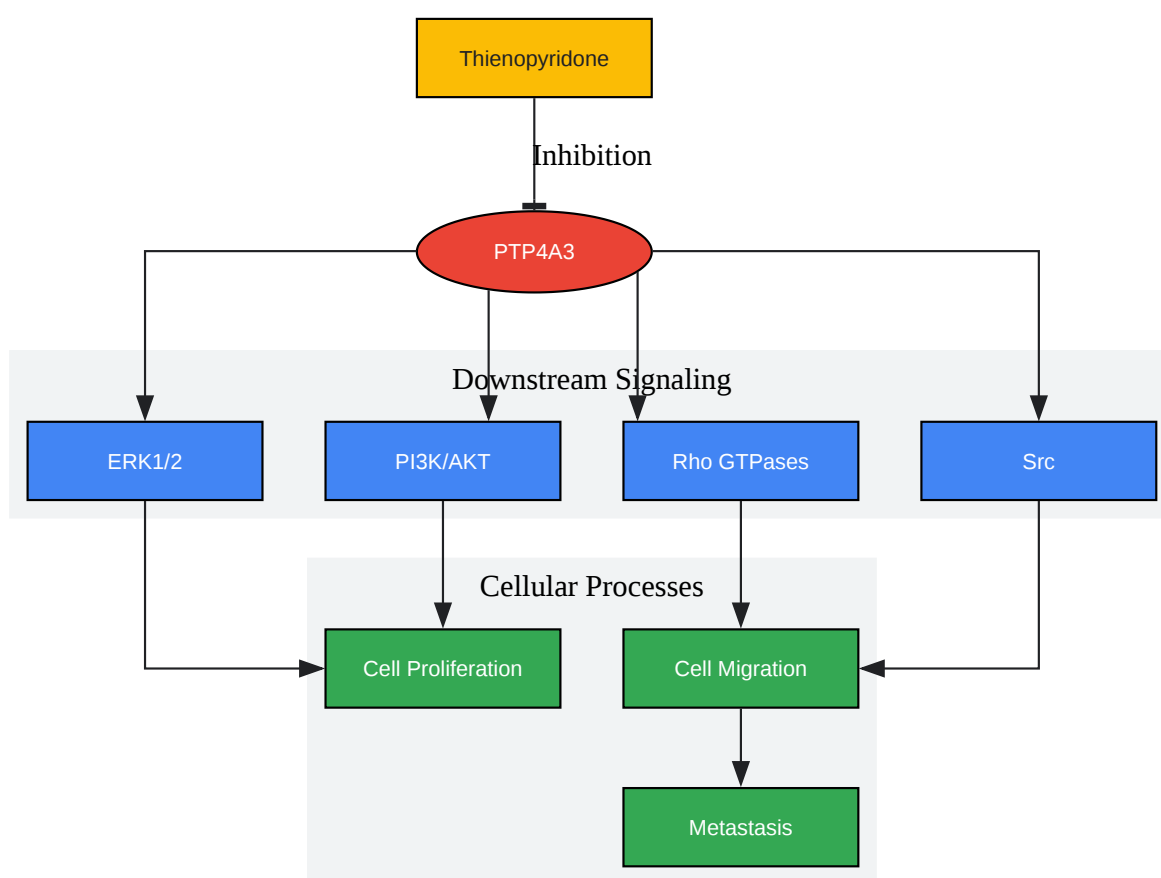 Thienopyridone
Inhibition
PTP4A3
Downstream Signaling
ERK1/2
PI3K/AKT
Rho GTPases
Src
Cellular Processes
Cell Proliferation
Cell Migration
Metastasis